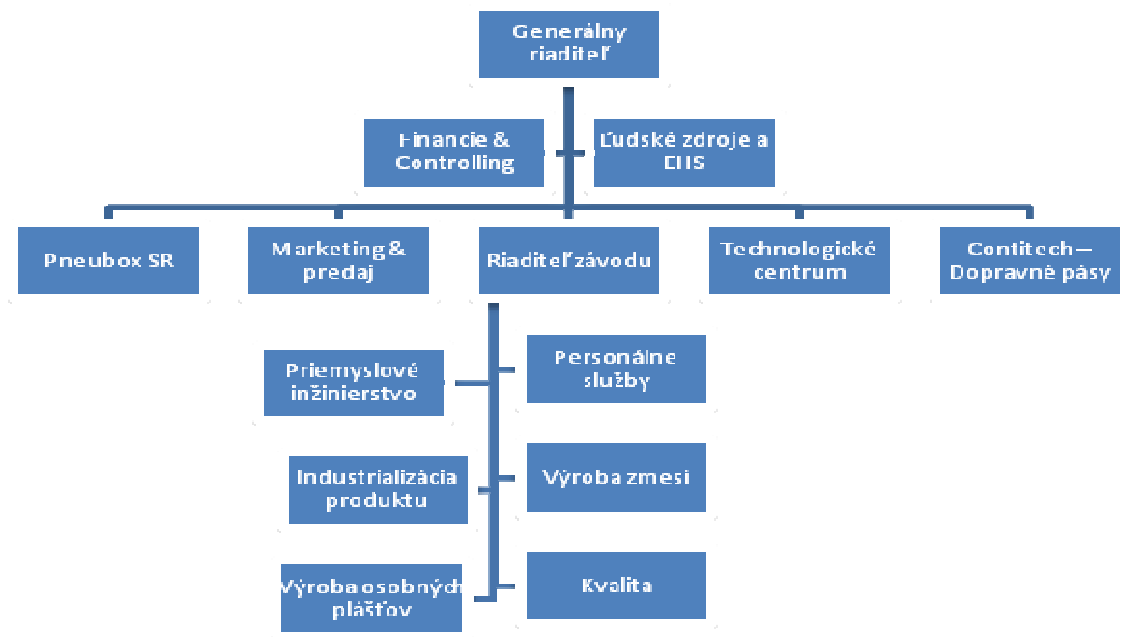 Generálny
riaditeľ
Financie &
Controlling
Ľudské zdroje a
EHS
Pneubox SR
Marketing &
predaj
Riaditeľ závodu
Technologické
centrum
Contitech—
Dopravné pásy
Priemyslové
inžinierstvo
Personálne
služby
Industrializácia
produktu
Výroba zmesí
Výroba osobných
plášťov
Kvalita